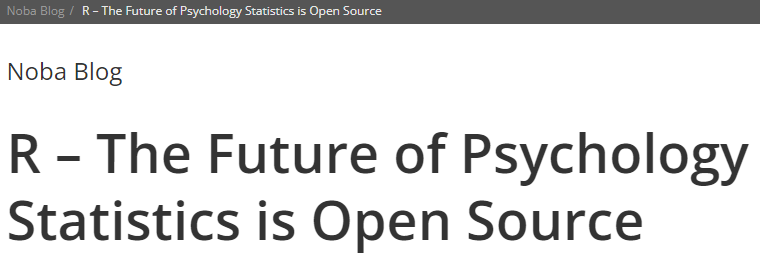 Noba Blog / R – The Future of Psychology Statistics is Open Source
Noba Blog
R – The Future of Psychology
Statistics is Open Source